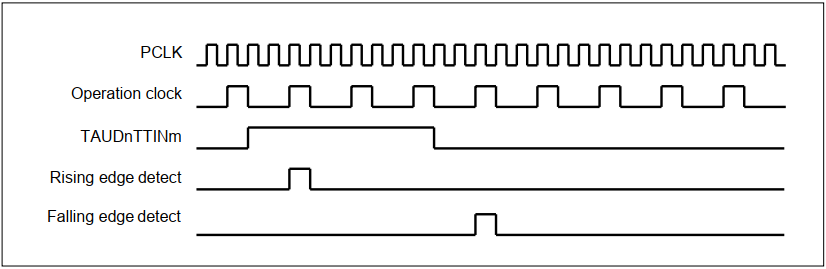 PCLK
Operation clock
TAUDnTTINm
Rising edge detect
Falling edge detect